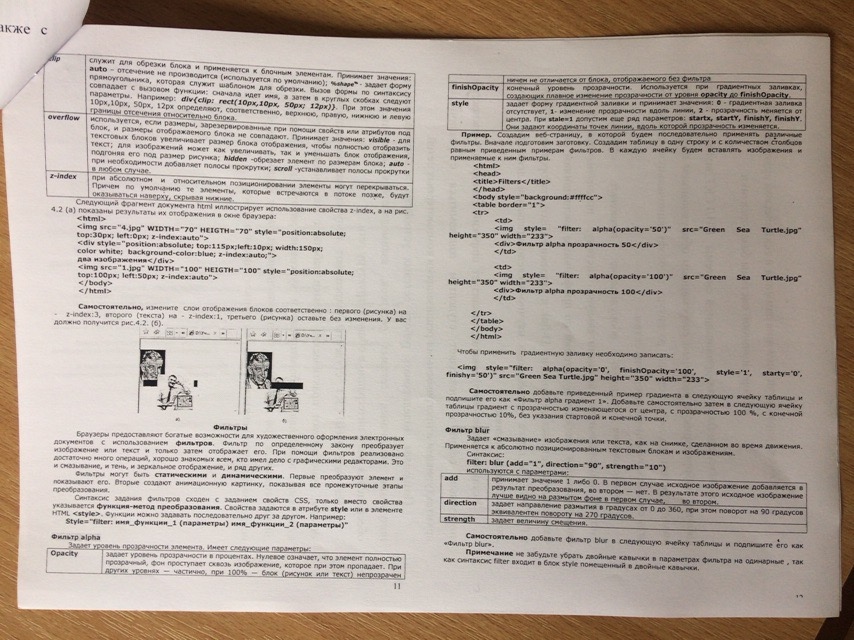 акже с
clip
служит для обрезки блока и применяется к блочным элементам. Принимает значения:
auto – отсечение не производится (используется по умолчанию); "shape" - задает форму
прямоугольника, которая служит шаблоном для обрезки. Вызов формы по синтаксису
совпадает с вызовом функции: сначала идет имя, а затем в круглых скобках следуют
параметры. Например: div{clip: rect(10px,10px, 50px; 12px)}. При этом значения
10px,10px, 50px, 12px определяют, соответственно, верхнюю, правую, нижнюю и левую
границы отсечения относительно блока.
overflow
используется, если размеры, зарезервированные при помощи свойств или атрибутов под
блок, и размеры отображаемого блока не совпадают. Принимает значения: visible - для
текстовых блоков увеличивает размер блока отображения, чтобы полностью отобразить
текст; для изображений может как увеличивать, так и уменьшать блок отображения,
подгоняя его под размер рисунка; hidden -обрезает элемент по размерам блока; auto -
при необходимости добавляет полосы прокрутки; scroll -устанавливает полосы прокрутки
в любом случае.
z-index
при абсолютном и относительном позиционировании элементы могут перекрываться.
Причем по умолчанию те элементы, которые встречаются в потоке позже, будут
оказываться наверху, скрывая нижние.
Следующий фрагмент документа html иллюстрирует использование свойства z-index, а на рис.
4.2 (а) показаны результаты их отображения в окне браузера:
<html>
<img src="4.jpg" WIDTH="70" HEIGTH="70" style="position:absolute;
top:30px; left:0px; z-index:auto">
<div style="position:absolute; top:115px;left:10px; width:150px;
color white; background-color:blue; z-index:auto;">
два изображения</div>
<img src="1.jpg" WIDTH="100" HEIGTH="100" style="position:absolute;
top:100px; left:50px; z-index:auto">
</body>
</html>
Самостоятельно, измените слои отображения блоков соответственно : первого (рисунка) на
- z-index:3, второго (текста) на - z-index:1, третьего (рисунка) оставьте без изменения. У вас
должно получится рис.4.2. (б).
а)
б)
Фильтры
Браузеры предоставляют богатые возможности для художественного оформления электронных
документов с использованием фильтров. Фильтр по определенному закону преобразует
изображение или текст и только затем отображает его. При помощи фильтров реализовано
достаточно много операций, хорошо знакомых всем, кто имел дело с графическими редакторами. Это
и смывание, и тень, и зеркальное отображение, и ряд других.
Фильтры могут быть статическими и динамическими. Первые преобразуют элемент и
показывают его. Вторые создают анимационную картинку, показывая все промежуточные этапы
преобразований.
Синтаксис задания фильтров сходен с заданием свойств CSS, только вместо свойства
указывается функция-метод преобразования. Свойства задаются в атрибуте style или в элементе
HTML <style>. Функции можно задавать последовательно друг за другом. Например:
Style="filter: имя_функции_1 (параметры) имя_функции_2 (параметры)"
Фильтр alpha
Задает уровень прозрачности элемента. Имеет следующие параметры:
Opacity
задает уровень прозрачности в процентах. Нулевое означает, что элемент полностью
прозрачный, фон проступает сквозь изображение, которое при этом пропадает. При
других уровнях — частично, при 100% — блок (рисунок или текст) непрозрачен
11
ничем не отличается от блока, отображаемого без фильтра
finishOpacity
конечный уровень прозрачности. Используется при градиентных заливках,
создающих плавное изменение прозрачности от уровня opacity до finishOpacity.
style
задает форму градиентной заливки и принимает значения: 0 - градиентная заливка
отсутствует, 1- изменение прозрачности вдоль линии, 2 - прозрачность меняется от
центра. При stale=1 допустим еще ряд параметров: startx, startY, finishY, finishY.
Они задают координаты точек линии, вдоль которой прозрачность изменяется.
Пример. Создадим веб-страницу, в которой будем последовательно применять различные
фильтры. Вначале подготовим заготовку. Создадим таблицу в одну строку и с количеством столбцов
равным приведенным примерам фильтров. В каждую ячейку будем вставлять изображения и
применяемые к ним фильтры.
<html>
<head>
<title>Filters</title>
</head>
<body style="background:#ffffcc">
<table border="1">
<tr>
<td>
<img style= "filter: alpha(opacity='50')" src="Green Sea Turtle.jpg"
height="350" width="233">
<div>Фильтр alpha прозрачность 50</div>
</td>
<td>
<img style= "filter: alpha(opacity='100')" src="Green Sea Turtle.jpg"
height="350" width="233">
<div>Фильтр alpha прозрачность 100</div>
</td>
</tr>
</table>
</body>
</html>
Чтобы применить градиентную заливку необходимо записать:
<img style="filter: alpha(opacity='0', finishOpacity='100', style='1', starty='0',
finishy='50')" src="Green Sea Turtle.jpg" height="350" width="233">
Самостоятельно добавьте приведенный пример градиента в следующую ячейку таблицы и
подпишите его как «Фильтр alpha градиент 1». Добавьте самостоятельно затем в следующую ячейку
таблицы градиент с прозрачностью изменяющегося от центра, с прозрачностью 100 %, с конечной
прозрачностью 10%, без указания стартовой и конечной точки.
Фильтр blur
Задает «смазывание» изображения или текста, как на снимке, сделанном во время движения.
Применяется к абсолютно позиционированным текстовым блокам и изображениям.
Синтаксис:
filter: blur (add="1", direction="90", strength="10")
используются с параметрами:
add
принимает значение 1 либо 0. В первом случае исходное изображение добавляется в
результат преобразования, во втором — нет. В результате этого исходное изображение
лучше видно на размытом фоне в первом случае, во втором.
direction
задает направление размытия в градусах от 0 до 360, при этом поворот на 90 градусов
эквивалентен повороту на 270 градусов.
strength
задает величину смещения.
Самостоятельно добавьте фильтр blur в следующую ячейку таблицы и подпишите его как
«Фильтр blur».
Примечание не забудьте убрать двойные кавычки в параметрах фильтра на одинарные , так
как синтаксис filter входит в блок style помещенный в двойные кавычки.